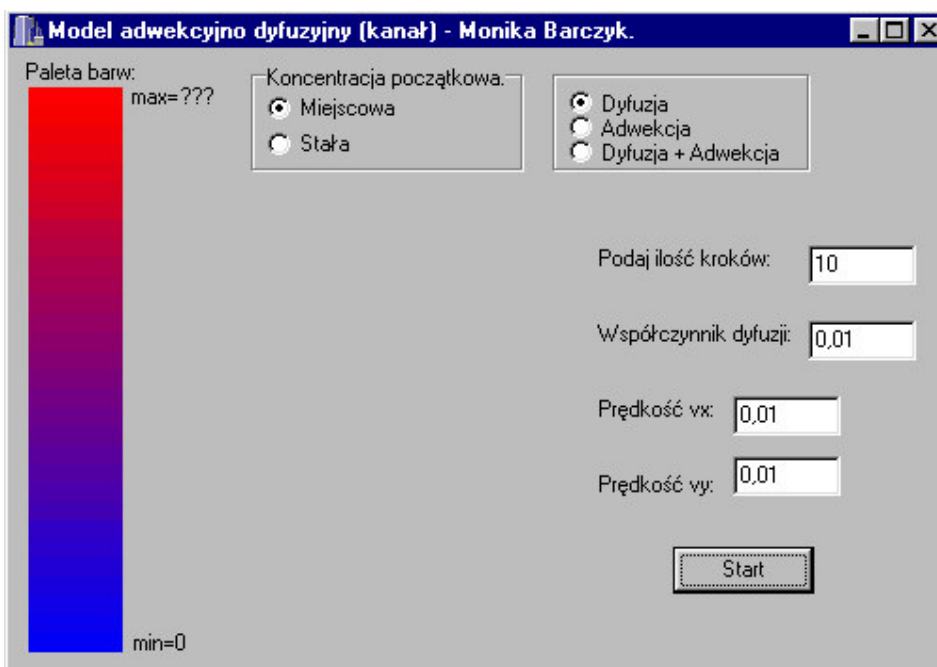 Model adwekcyjno dyfuzyjny (kanał) - Monika Barczyk.
Paleta barw:
max=???
min=0
Koncentracja początkowa.
Miejscowa
Stała
Dyfuzja
Adwekcja
Dyfuzja + Adwekcja
Podaj ilość kroków: 10
Współczynnik dyfuzji: 0,01
Prędkość vx: 0,01
Prędkość vy: 0,01
Start